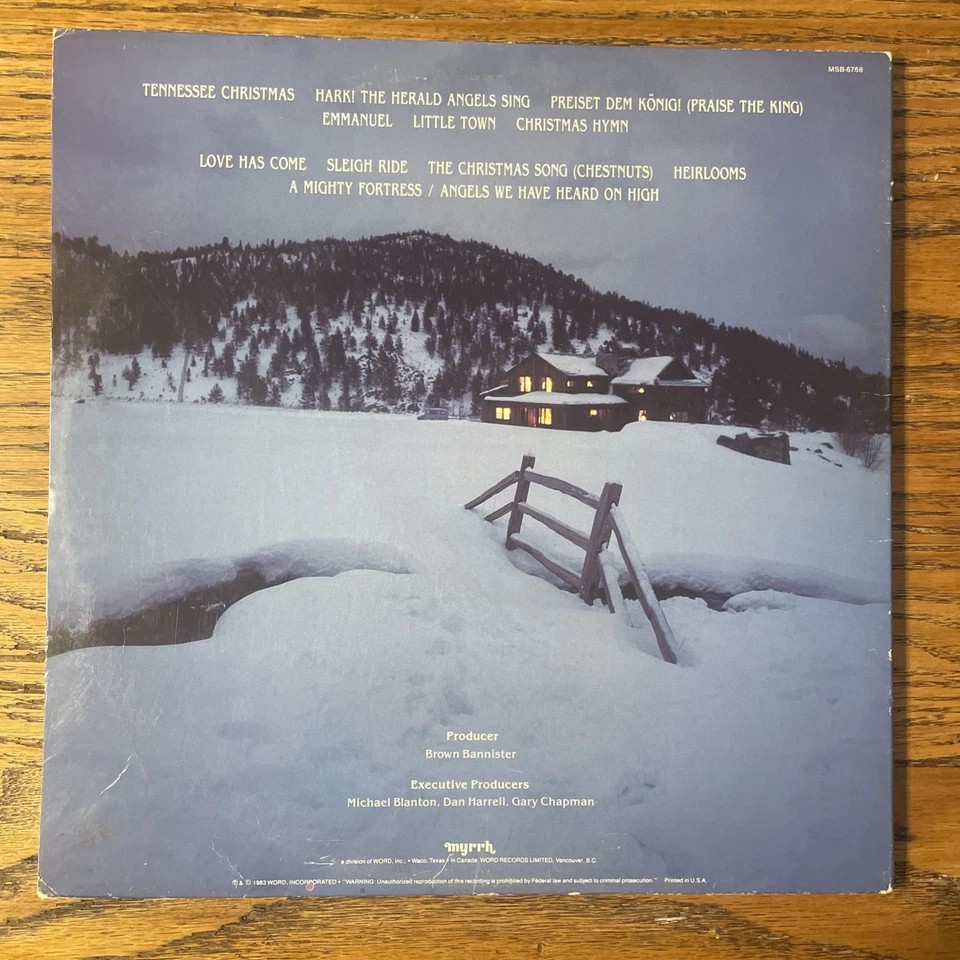 MSB-6768
TENNESSEE CHRISTMAS HARK! THE HERALD ANGELS SING PREISET DEM KÖNIG! (PRAISE THE KING)
EMMANUEL LITTLE TOWN CHRISTMAS HYMN
LOVE HAS COME SLEIGH RIDE THE CHRISTMAS SONG (CHESTNUTS) HEIRLOOMS
A MIGHTY FORTRESS / ANGELS WE HAVE HEARD ON HIGH
Producer
Brown Bannister
Executive Producers
Michael Blanton, Dan Harrell, Gary Chapman
myrrh
a division of WORD, Inc., • Waco, Texas • In Canada: WORD RECORDS LIMITED, Vancouver, B.C.
℗ & © 1983 WORD, INCORPORATED • "WARNING: Unauthorized reproduction of this recording is prohibited by Federal law and subject to criminal prosecution." Printed in U.S.A.